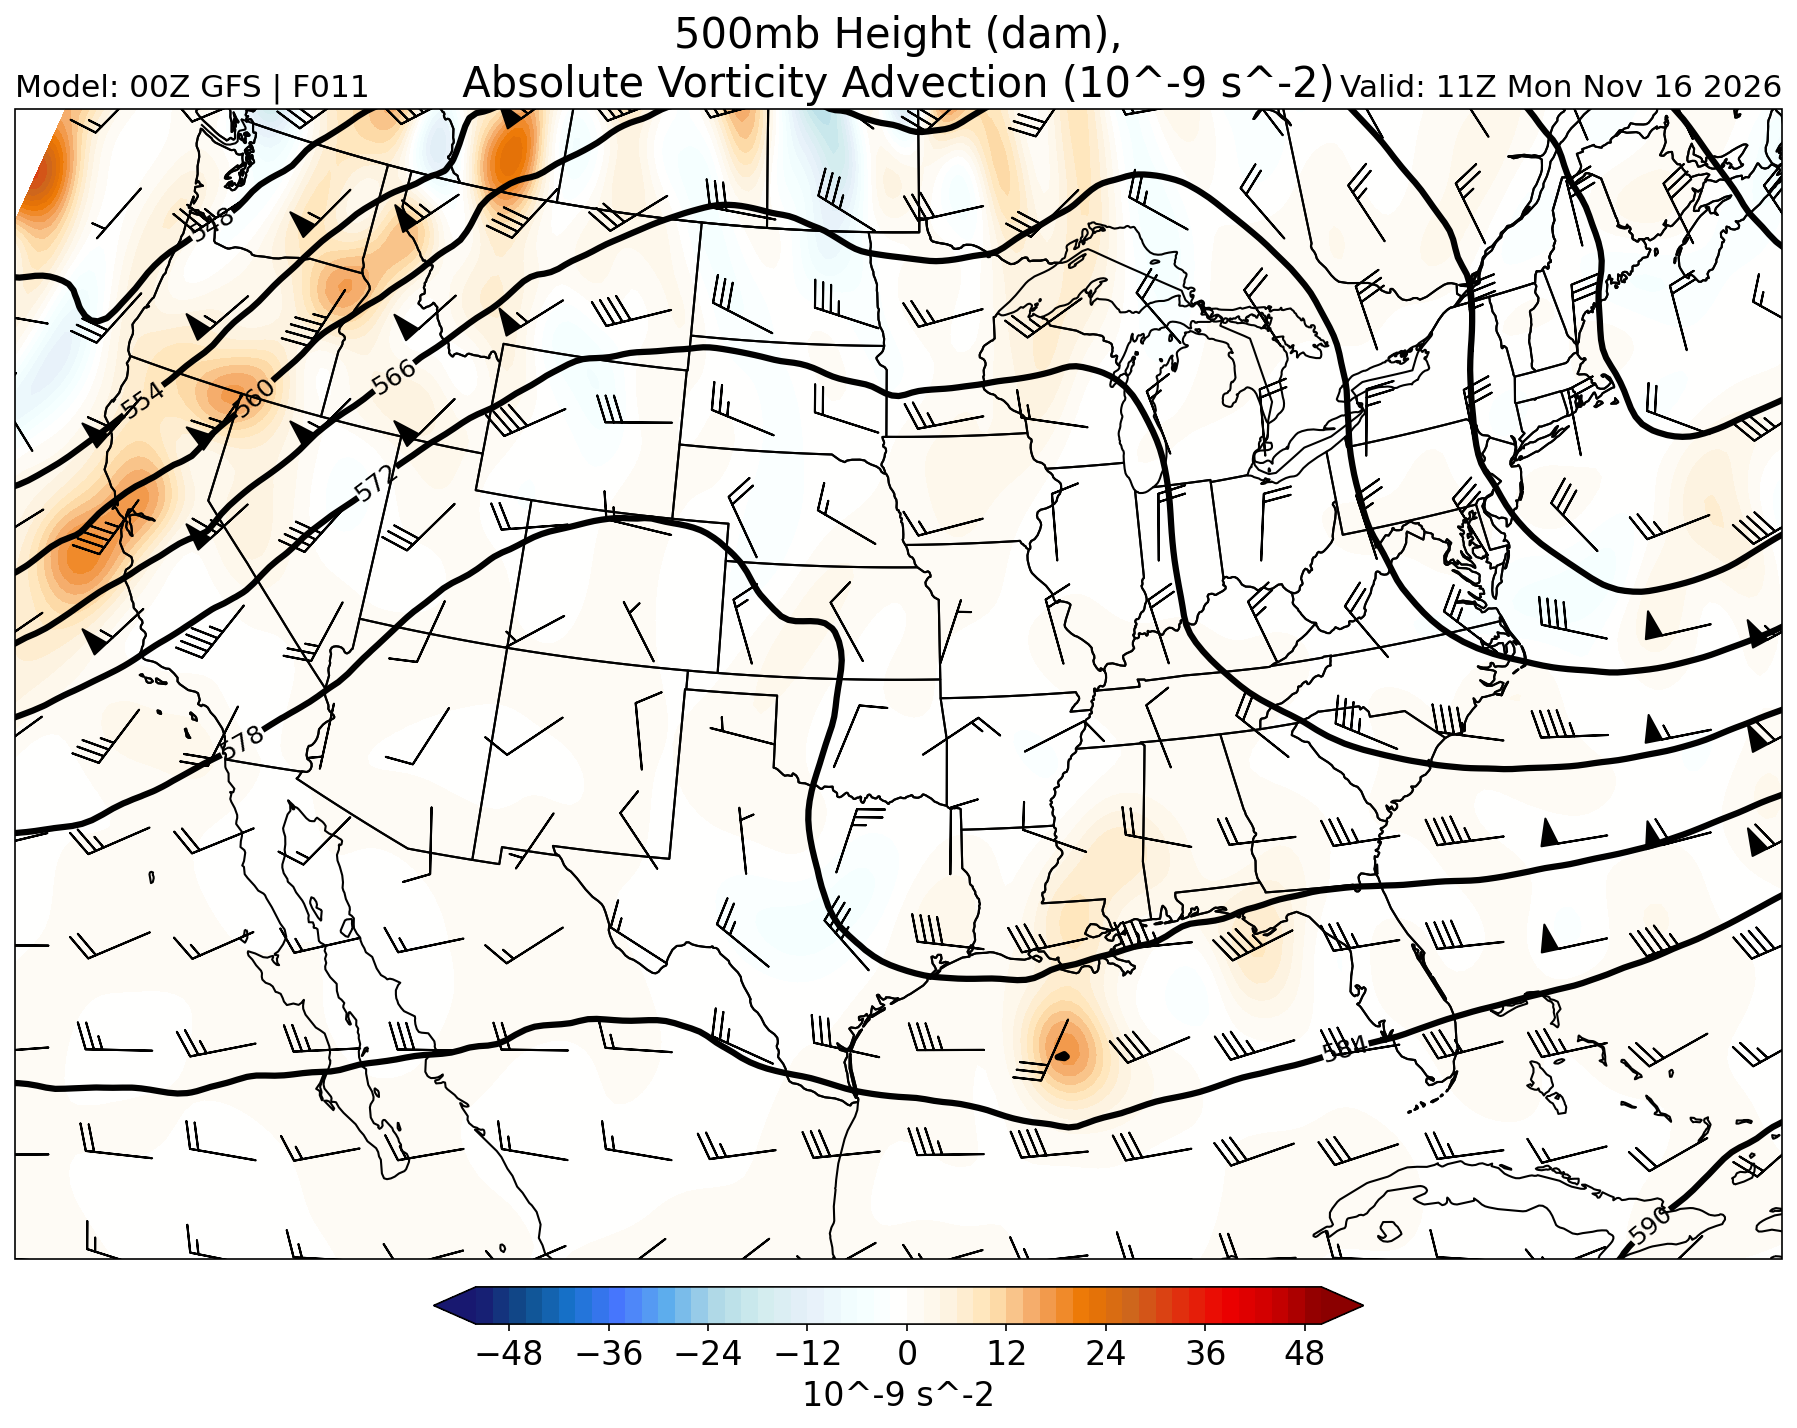 500mb Height (dam),
Model: 00Z GFS | F011
Absolute Vorticity Advection (10^-9 s^-2)
Valid: 11Z Mon Nov 16 2026
548
554
560
566
572
578
584
590
−48 −36 −24 −12 0 12 24 36 48
10^-9 s^-2